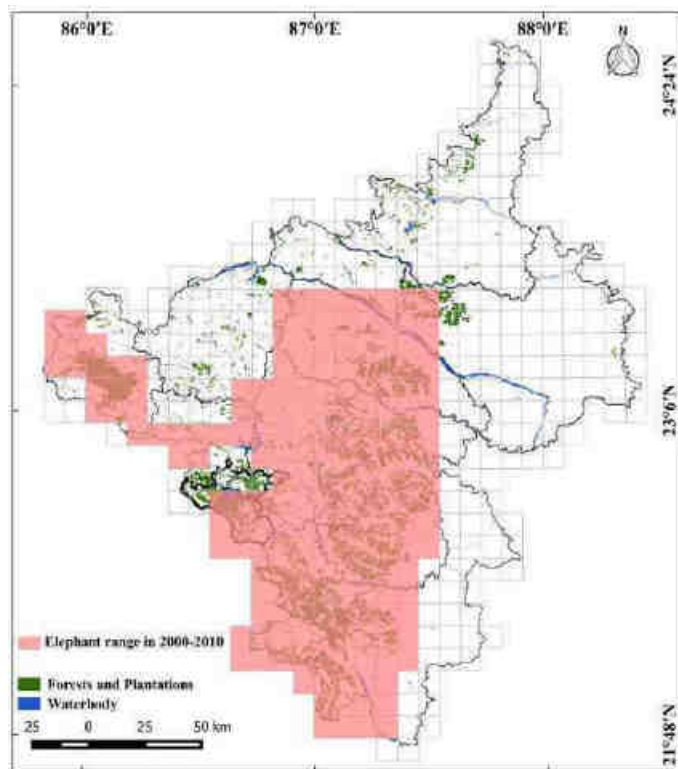 86°0'E 87°0'E 88°0'E
N
24°24'N
23°6'N
21°48'N
Elephant range in 2000-2010
Forests and Plantations
Waterbody
25 0 25 50 km